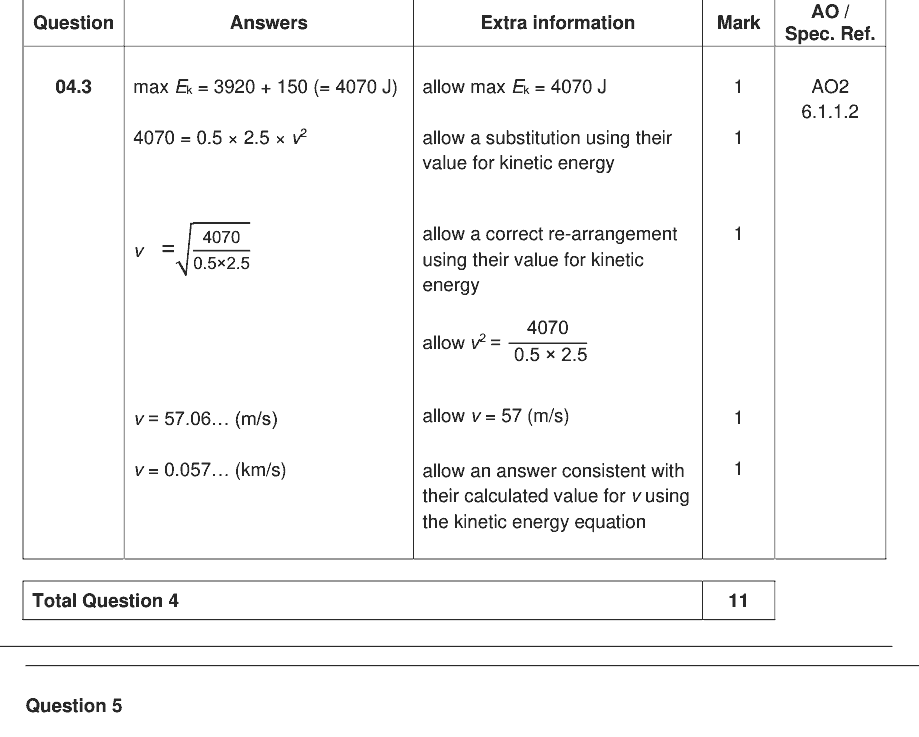 Question Answers Extra information Mark AO /
Spec. Ref.
04.3 max Ek = 3920 + 150 (= 4070 J) allow max Ek = 4070 J 1 AO2
6.1.1.2
4070 = 0.5 × 2.5 × v² allow a substitution using their 1
value for kinetic energy
v = √(4070 / 0.5×2.5) allow a correct re-arrangement 1
using their value for kinetic
energy
allow v² = 4070 / 0.5 × 2.5
v = 57.06... (m/s) allow v = 57 (m/s) 1
v = 0.057... (km/s) allow an answer consistent with 1
their calculated value for v using
the kinetic energy equation
Total Question 4 11
Question 5